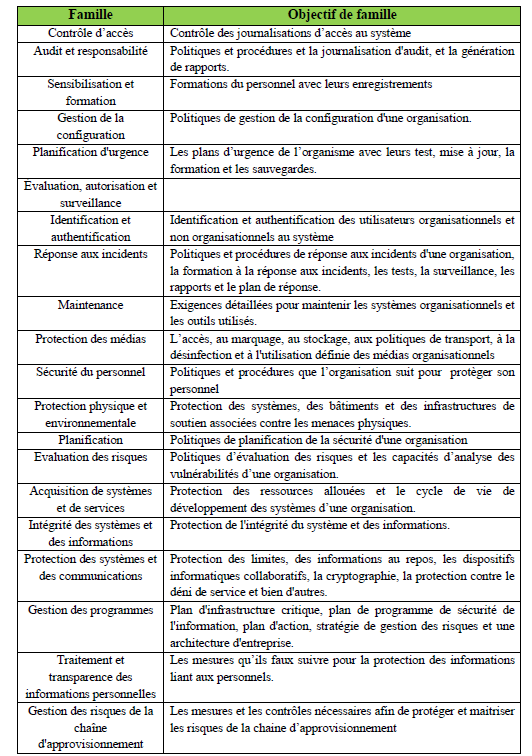 Famille Objectif de famille
Contrôle d’accès Contrôle des journalisations d’accès au système
Audit et responsabilité Politiques et procédures et la journalisation d'audit, et la génération
de rapports.
Sensibilisation et Formations du personnel avec leurs enregistrements
formation
Gestion de la Politiques de gestion de la configuration d'une organisation.
configuration
Planification d'urgence Les plans d’urgence de l’organisme avec leurs test, mise à jour, la
formation et les sauvegardes.
Évaluation, autorisation et
surveillance
Identification et Identification et authentification des utilisateurs organisationnels et
authentification non organisationnels au système
Réponse aux incidents Politiques et procédures de réponse aux incidents d'une organisation,
la formation à la réponse aux incidents, les tests, la surveillance, les
rapports et le plan de réponse.
Maintenance Exigences détaillées pour maintenir les systèmes organisationnels et
les outils utilisés.
Protection des médias L’accès, au marquage, au stockage, aux politiques de transport, à la
désinfection et à l'utilisation définie des médias organisationnels
Sécurité du personnel Politiques et procédures que l’organisation suit pour protèger son
personnel
Protection physique et Protection des systèmes, des bâtiments et des infrastructures de
environnementale soutien associées contre les menaces physiques.
Planification Politiques de planification de la sécurité d'une organisation
Evaluation des risques Politiques d’évaluation des risques et les capacités d’analyse des
vulnérabilités d’une organisation.
Acquisition de systèmes Protection des ressources allouées et le cycle de vie de
et de services développement des systèmes d’une organisation.
Intégrité des systèmes et Protection de l'intégrité du système et des informations.
des informations
Protection des systèmes et Protection des limites, des informations au repos, les dispositifs
des communications informatiques collaboratifs, la cryptographie, la protection contre le
déni de service et bien d'autres.
Gestion des programmes Plan d'infrastructure critique, plan de programme de sécurité de
l'information, plan d'action, stratégie de gestion des risques et une
architecture d'entreprise.
Traitement et Les mesures qu’ils faux suivre pour la protection des informations
transparence des liant aux personnels.
informations personnelles
Gestion des risques de la Les mesures et les contrôles nécessaires afin de protéger et maitriser
chaîne les risques de la chaine d’approvisionnement
d'approvisionnement